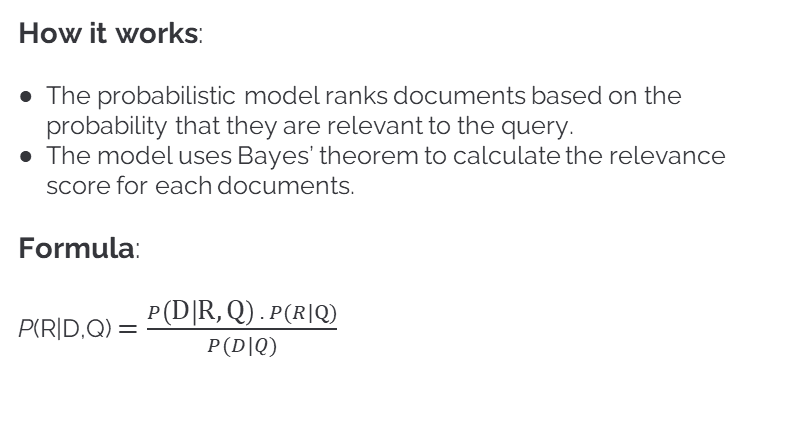 How it works:
● The probabilistic model ranks documents based on the
probability that they are relevant to the query.
● The model uses Bayes' theorem to calculate the relevance
score for each documents.
Formula:
P(R|D,Q) = P(D|R, Q) . P(R|Q) / P(D|Q)